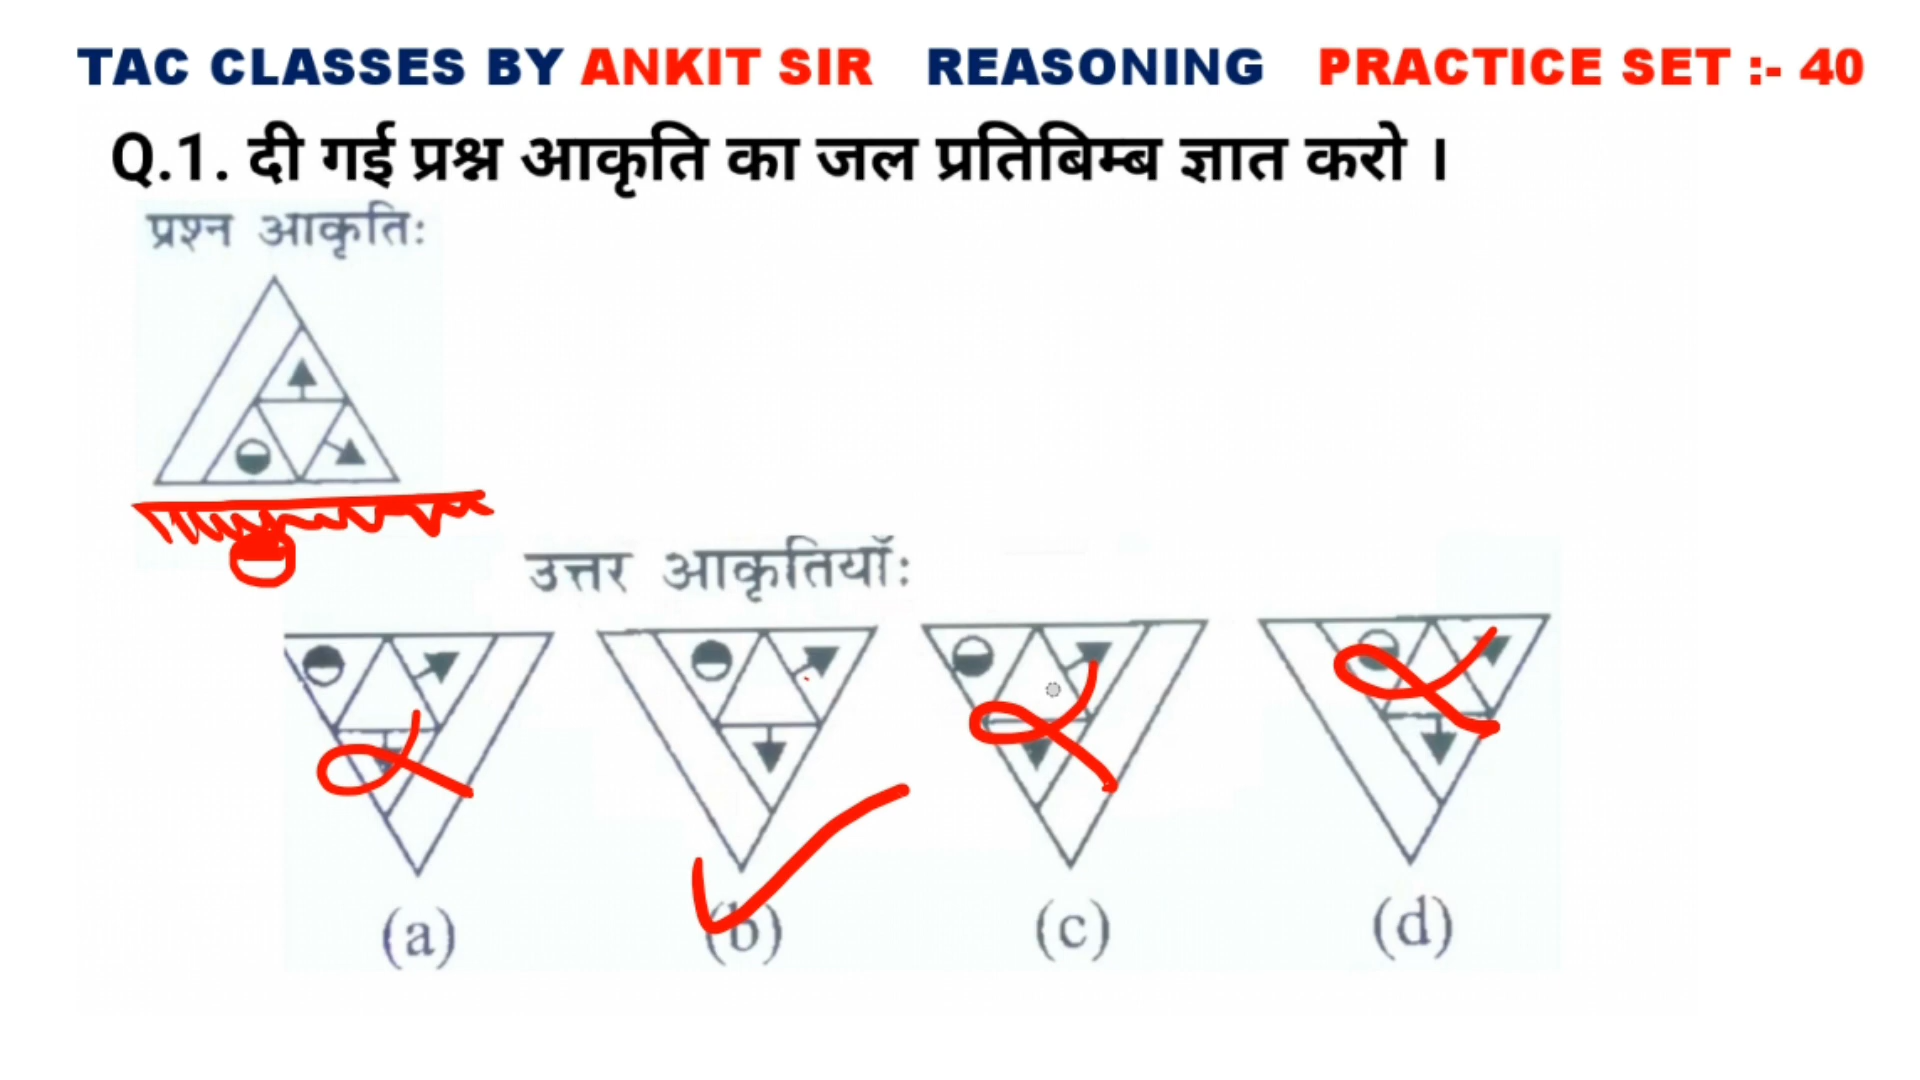 TAC CLASSES BY ANKIT SIR REASONING PRACTICE SET :- 40
Q.1. दी गई प्रश्न आकृति का जल प्रतिबिम्ब ज्ञात करो ।
प्रश्न आकृति:
उत्तर आकृतियाँ:
(a) (b) (c) (d)